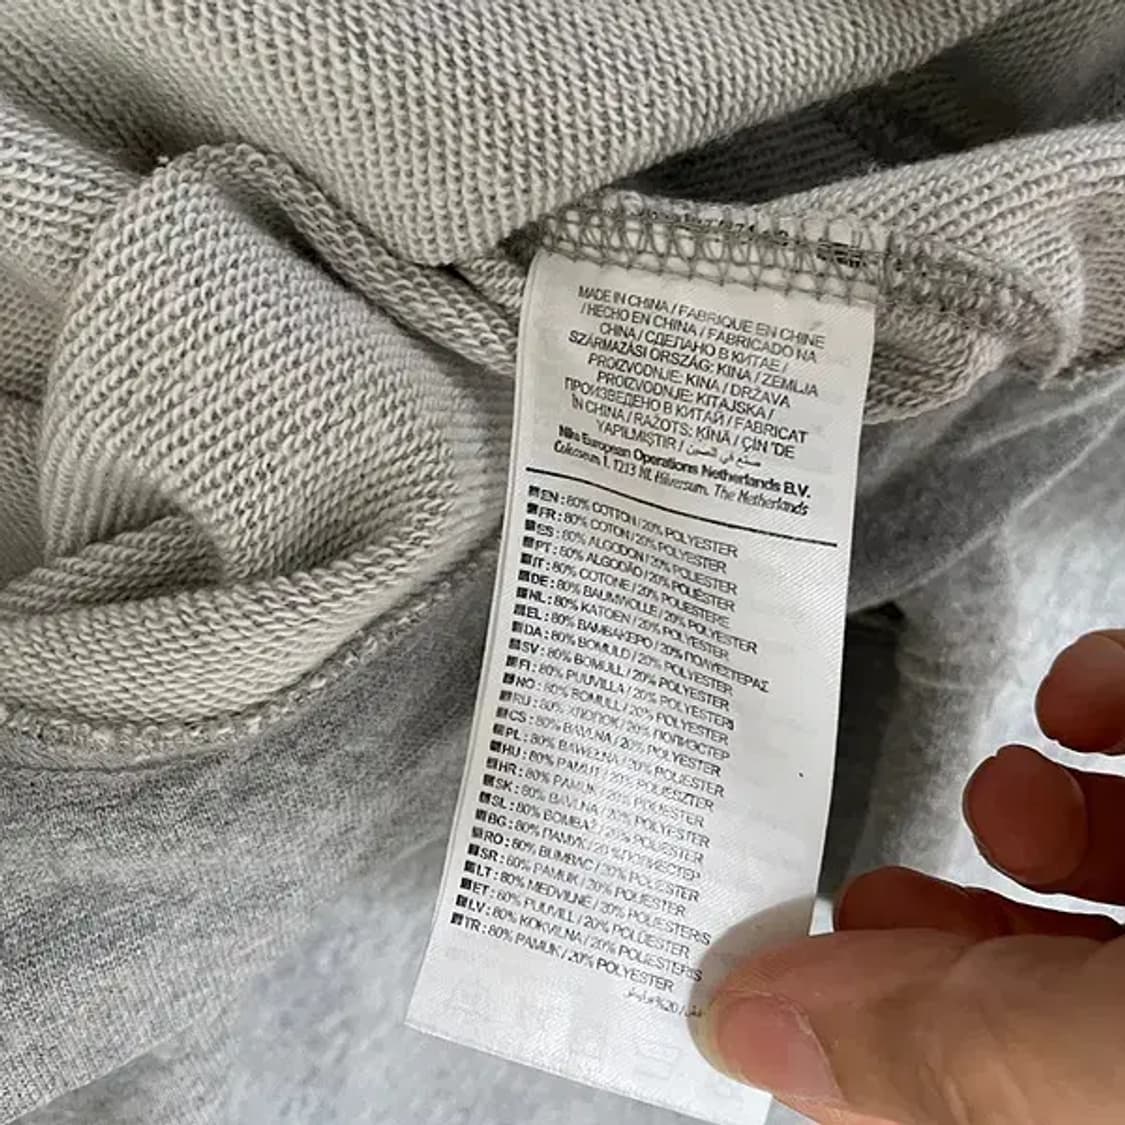 MADE IN CHINA / FABRIQUE EN CHINE
/ HECHO EN CHINA / FABRICADO NA
CHINA / СДЕЛАНО В КИТАЕ /
SZÁRMAZÁSI ORSZÁG: KINA / ZEMLJA
PROIZVODNJE: KINA / DRŽAVA
PROIZVODNJE: KITAJSKA /
ПРОИЗВЕДЕНО В КИТАЙ / FABRICAT
ÎN CHINA / RAŽOTS: ĶĪNĀ / ÇİN 'DE
YAPILMIŞTIR / صنع في الصين
Nike European Operations Netherlands B.V.
Colosseum 1, 1213 NL Hilversum, The Netherlands
EN : 80% COTTON / 20% POLYESTER
FR : 80% COTON / 20% POLYESTER
ES : 80% ALGODON / 20% POLIESTER
PT : 80% ALGODÃO / 20% POLIÉSTER
IT : 80% COTONE / 20% POLIESTERE
DE : 80% BAUMWOLLE / 20% POLYESTER
NL : 80% KATOEN / 20% POLYESTER
EL : 80% ΒΑΜΒΑΚΕΡΟ / 20% ΠΟΛΥΕΣΤΕΡΑΣ
DA : 80% BOMULD / 20% POLYESTER
SV : 80% BOMULL / 20% POLYESTER
FI : 80% PUUVILLA / 20% POLYESTERI
NO : 80% BOMULL / 20% POLYESTER
RU : 80% ХЛОПОК / 20% ПОЛИЭСТЕР
CS : 80% BAVLNA / 20% POLYESTER
PL : 80% BAWEŁNA / 20% POLIESTER
HU : 80% PAMUT / 20% POLIÉSZTER
HR : 80% PAMUK / 20% POLIESTER
SK : 80% BAVLNA / 20% POLYESTER
SL : 80% BOMBAŽ / 20% POLIESTER
BG : 80% ПАМУК / 20% ПОЛИЕСТЕР
RO : 80% BUMBAC / 20% POLIESTER
SR : 80% PAMUK / 20% POLIESTER
LT : 80% MEDVILNĖ / 20% POLIESTERIS
ET : 80% PUUVILL / 20% POLÜESTER
LV : 80% KOKVILNA / 20% POLIESTERIS
TR : 80% PAMUK / 20% POLYESTER